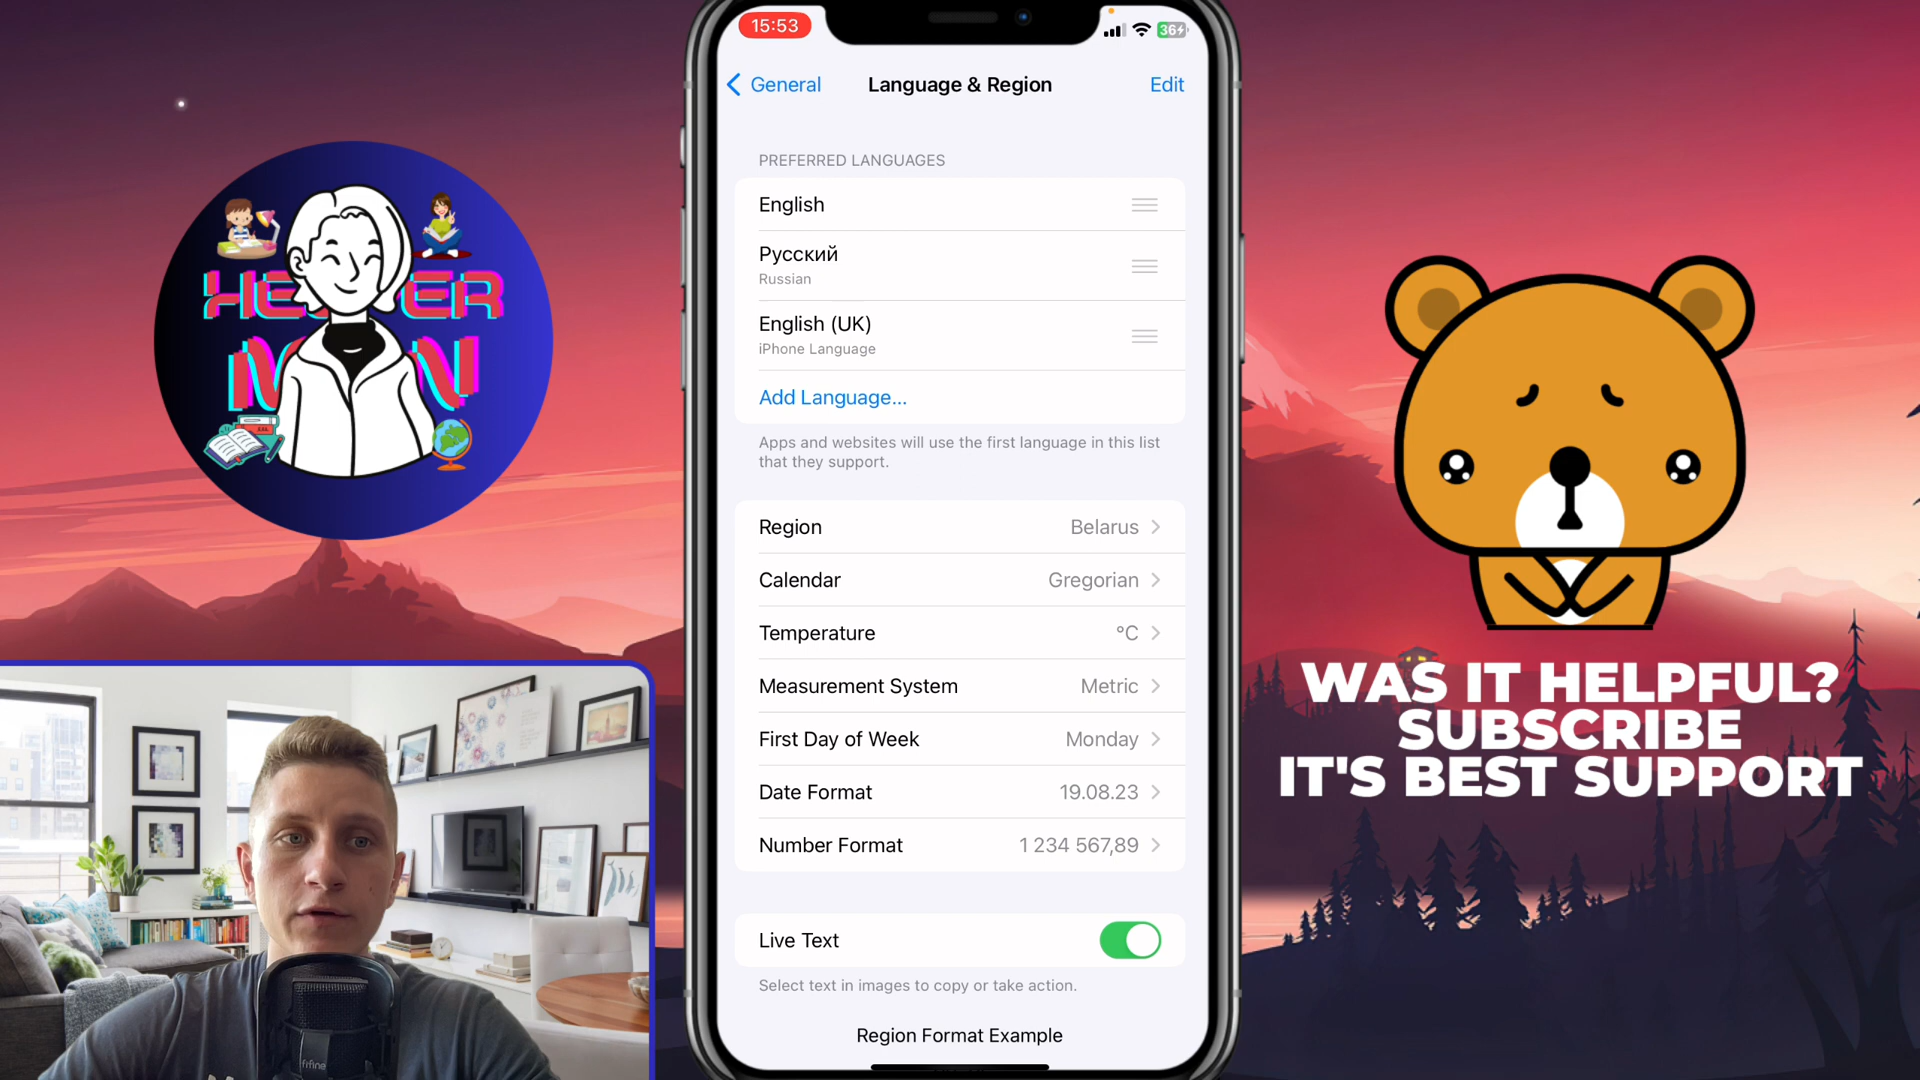 15:53
36
General
Language & Region
Edit
PREFERRED LANGUAGES
English
Русский
Russian
English (UK)
iPhone Language
Add Language...
Apps and websites will use the first language in this list
that they support.
Region
Belarus
Calendar
Gregorian
Temperature
°C
Measurement System
Metric
First Day of Week
Monday
Date Format
19.08.23
Number Format
1 234 567,89
Live Text
Select text in images to copy or take action.
Region Format Example
WAS IT HELPFUL?
SUBSCRIBE
IT'S BEST SUPPORT